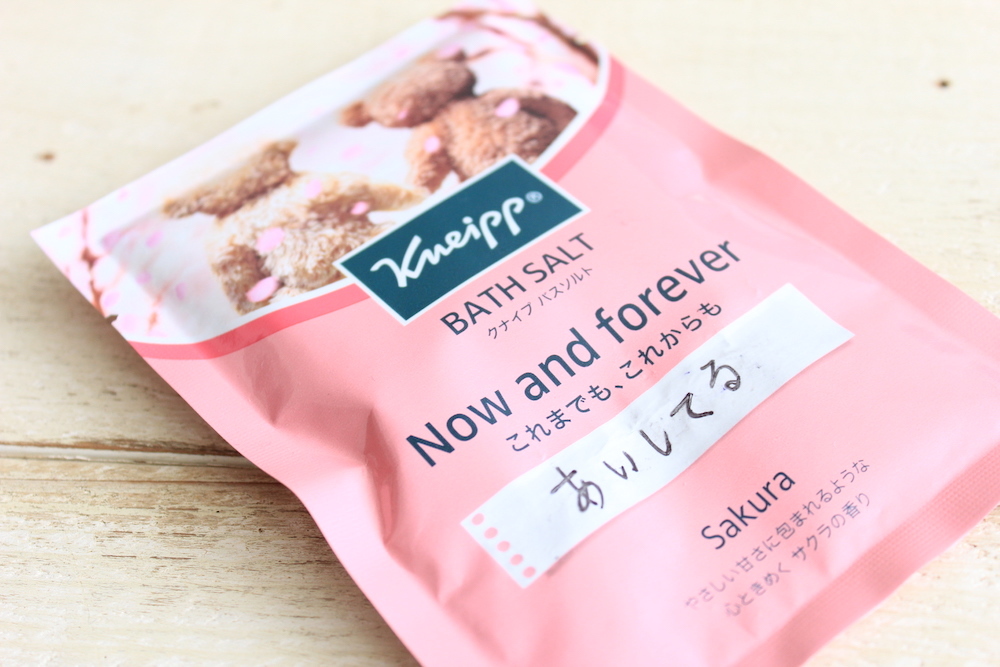 Kneipp®
BATH SALT
クナイプ バスソルト
Now and forever
これまでも、これからも
あいしてる
Sakura
やさしい甘さに包まれるような
心ときめく サクラの香り